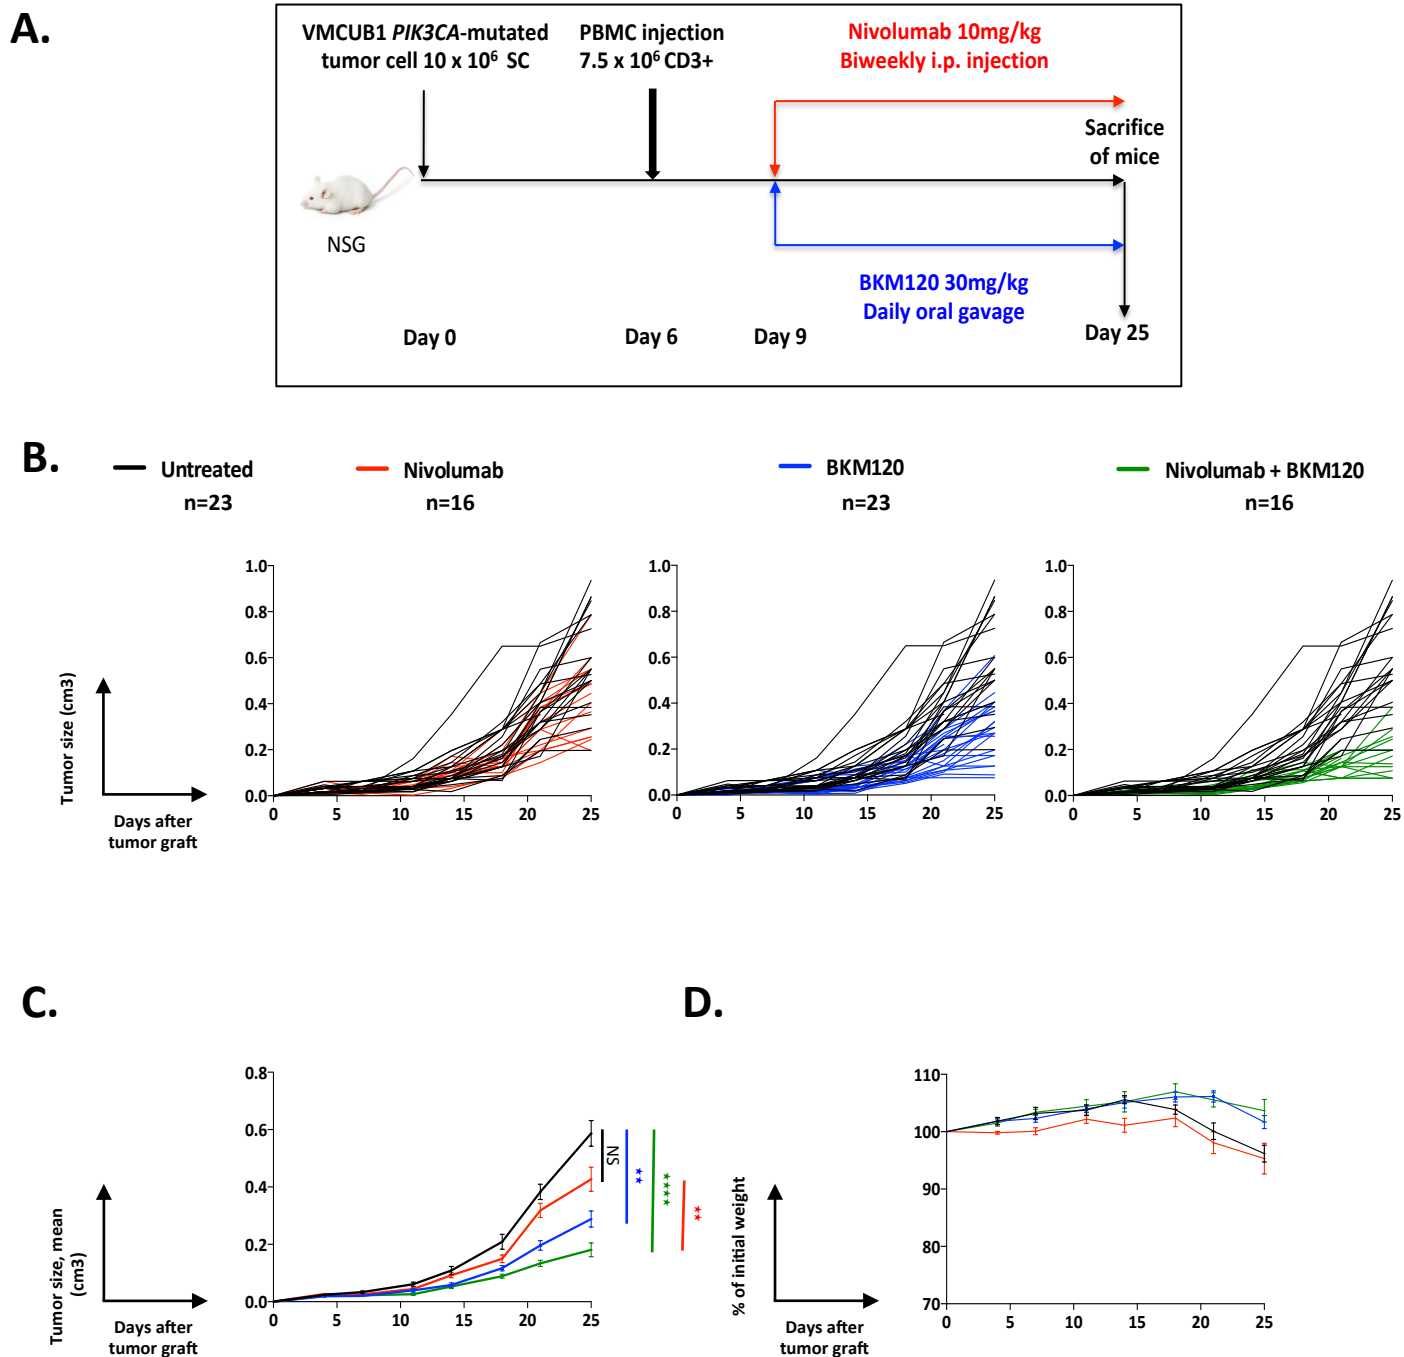 A.
VMCUB1 PIK3CA-mutated
tumor cell 10 x 10⁶ SC
PBMC injection
7.5 x 10⁶ CD3+
Nivolumab 10mg/kg
Biweekly i.p. injection
Sacrifice
of mice
NSG
BKM120 30mg/kg
Daily oral gavage
Day 0
Day 6
Day 9
Day 25
B.
Untreated
n=23
Nivolumab
n=16
BKM120
n=23
Nivolumab + BKM120
n=16
Tumor size (cm3)
Days after
tumor graft
1.0
0.8
0.6
0.4
0.2
0.0
0 5 10 15 20 25
1.0
0.8
0.6
0.4
0.2
0.0
0 5 10 15 20 25
1.0
0.8
0.6
0.4
0.2
0.0
0 5 10 15 20 25
C.
Tumor size, mean
(cm3)
Days after
tumor graft
0.8
0.6
0.4
0.2
0.0
0 5 10 15 20 25
NS
**
****
**
D.
% of initial weight
Days after
tumor graft
110
100
90
80
70
0 5 10 15 20 25